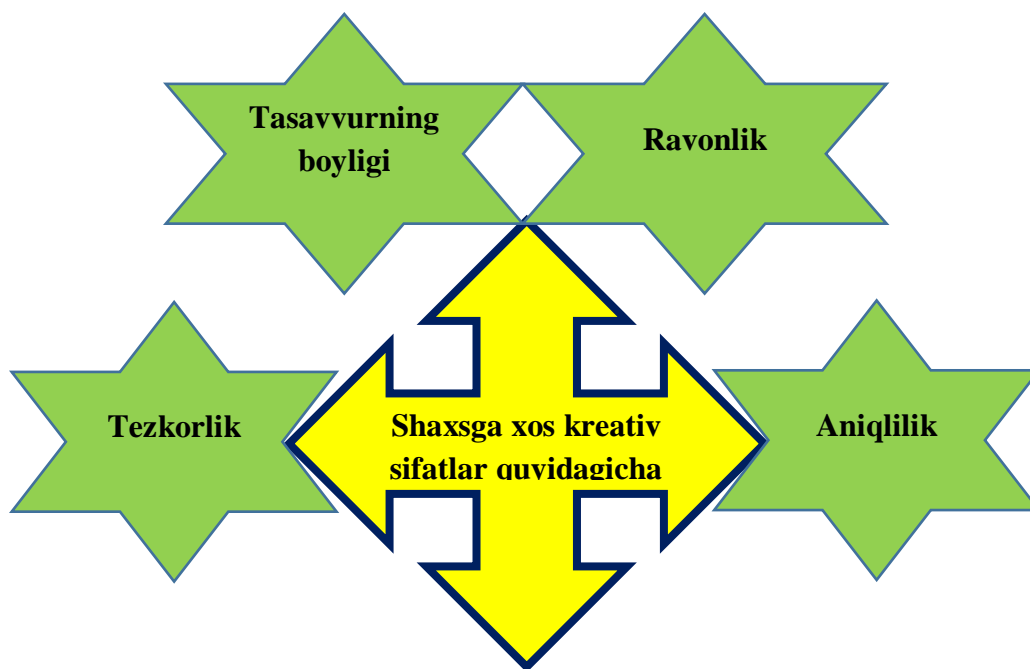 Tasavvurning
boyligi
Ravonlik
Tezkorlik
Shaxsga xos kreativ
sifatlar quyidagicha
Aniqlilik